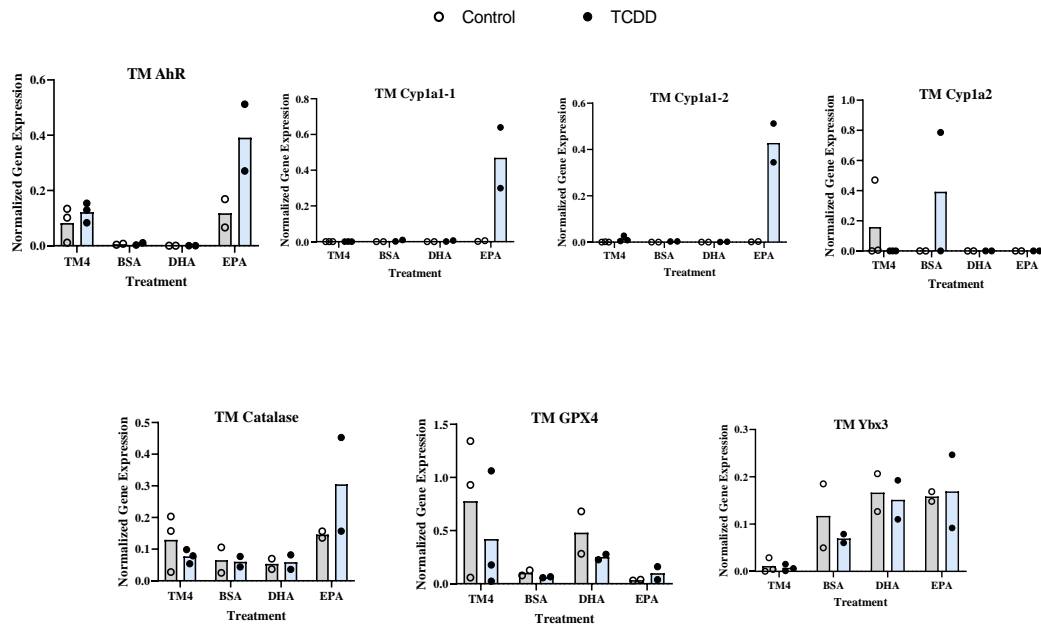 Control TCDD
TM AhR
Normalized Gene Expression
0.6
0.4
0.2
0.0
TM4 BSA DHA EPA
Treatment
TM Cyp1a1-1
Normalized Gene Expression
0.8
0.6
0.4
0.2
0.0
TM4 BSA DHA EPA
Treatment
TM Cyp1a1-2
Normalized Gene Expression
0.6
0.4
0.2
0.0
TM4 BSA DHA EPA
Treatment
TM Cyp1a2
Normalized Gene Expression
1.0
0.8
0.6
0.4
0.2
0.0
TM4 BSA DHA EPA
Treatment
TM Catalase
Normalized Gene Expression
0.5
0.4
0.3
0.2
0.1
0.0
TM4 BSA DHA EPA
Treatment
TM GPX4
Normalized Gene Expression
1.5
1.0
0.5
0.0
TM4 BSA DHA EPA
Treatment
TM Ybx3
Normalized Gene Expression
0.3
0.2
0.1
0.0
TM4 BSA DHA EPA
Treatment